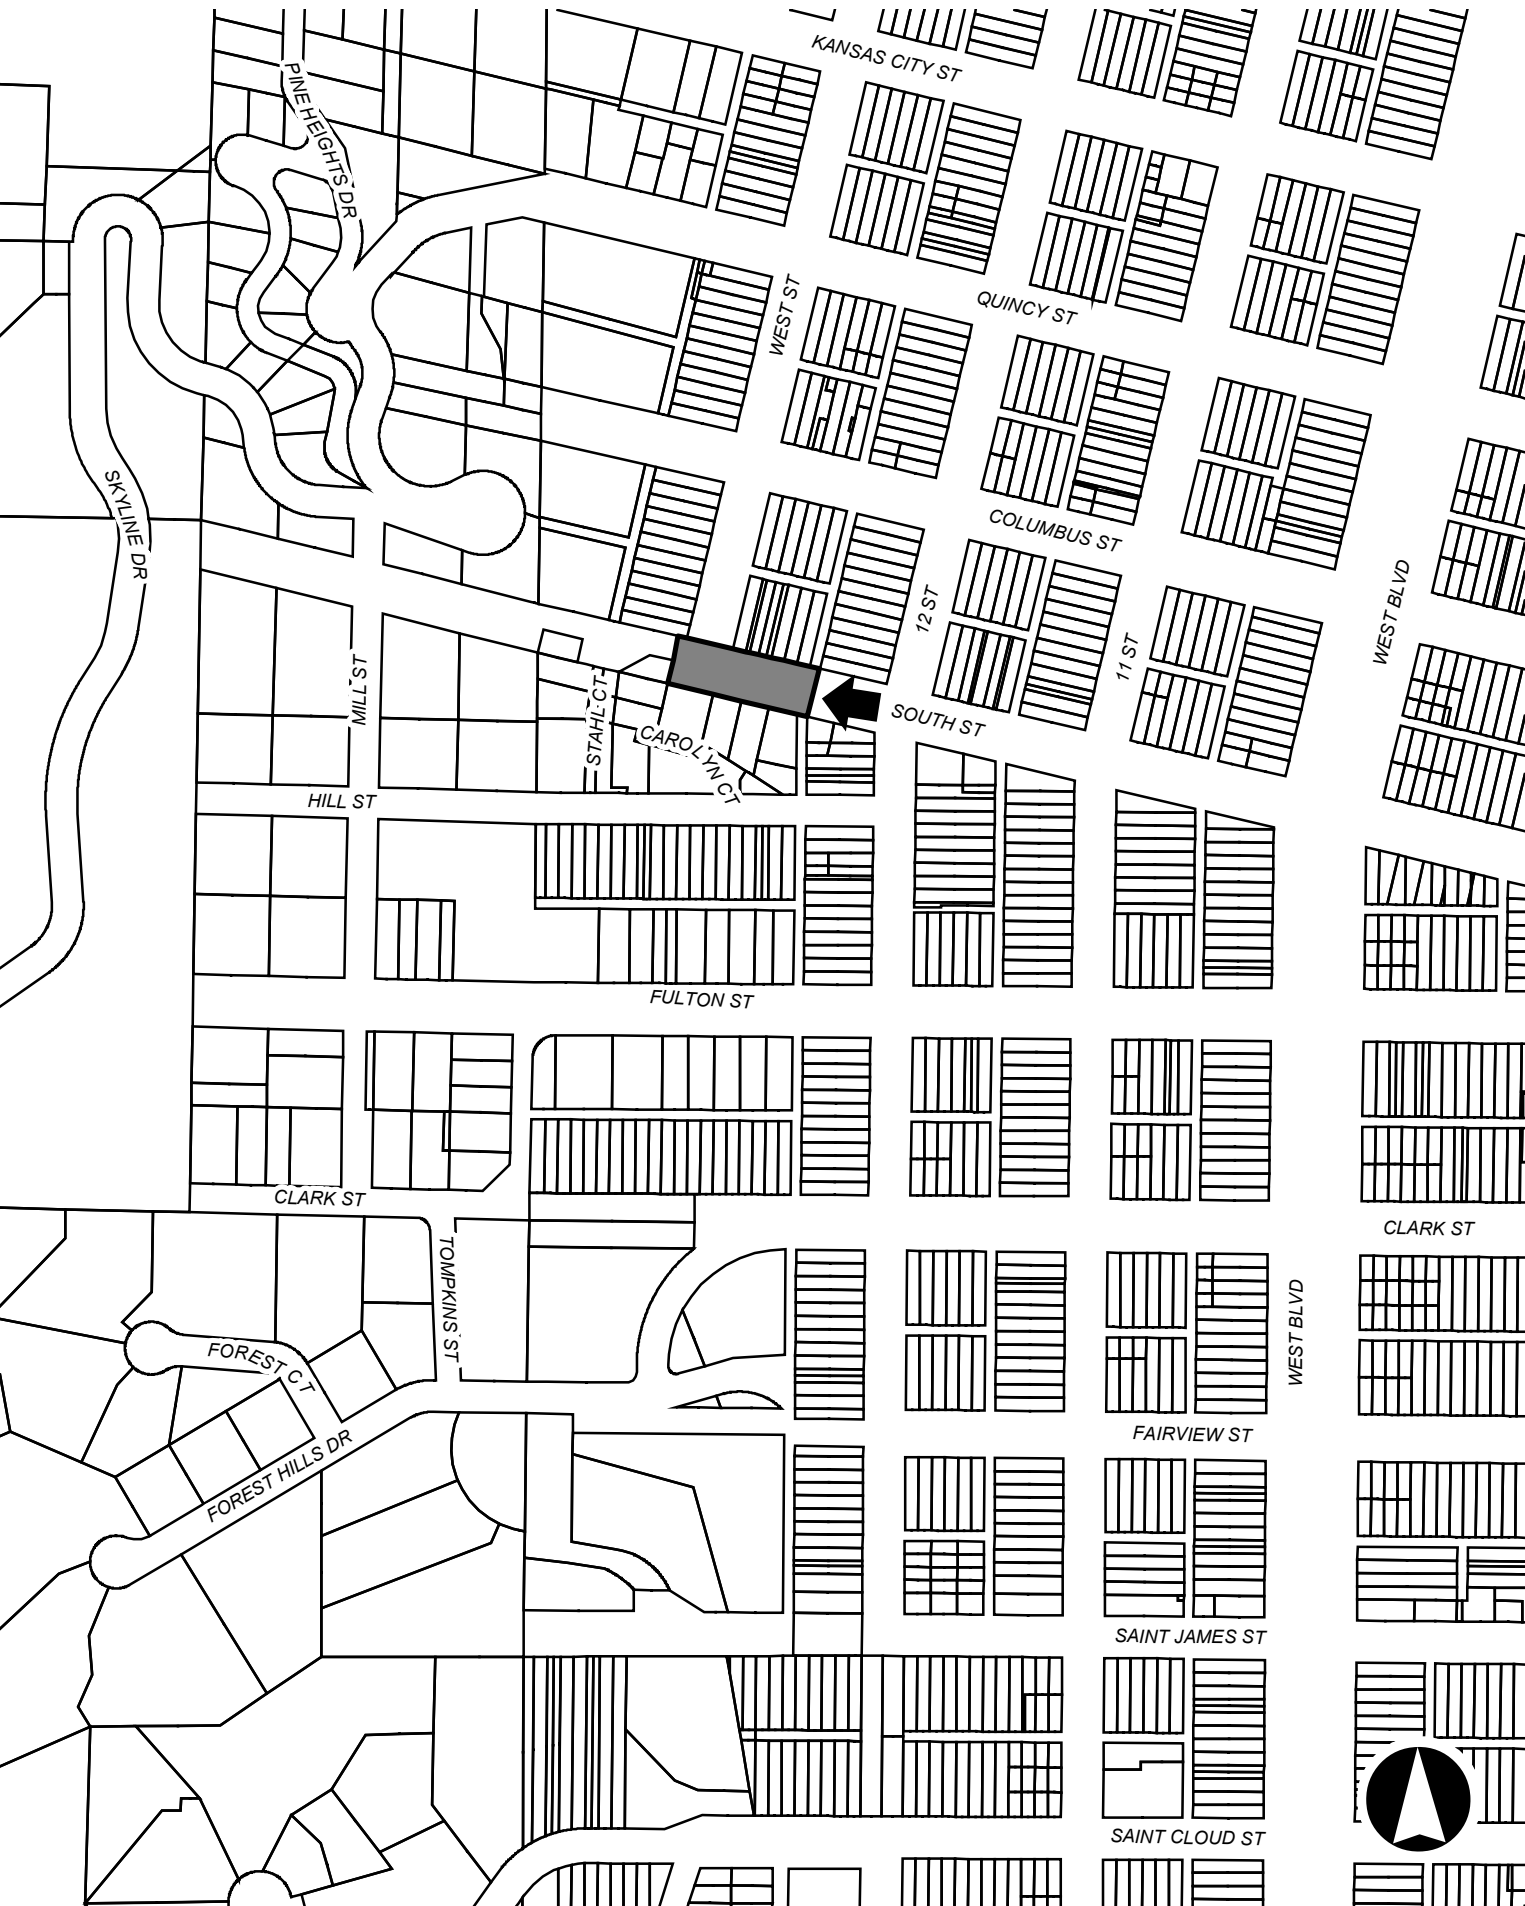 KANSAS CITY ST
PINE HEIGHTS DR
WEST ST
QUINCY ST
SKYLINE DR
COLUMBUS ST
12 ST
WEST BLVD
11 ST
MILL ST
STAHL CT
CAROLYN CT
SOUTH ST
HILL ST
FULTON ST
CLARK ST
CLARK ST
TOMPKINS ST
WEST BLVD
FOREST CT
FAIRVIEW ST
FOREST HILLS DR
SAINT JAMES ST
SAINT CLOUD ST